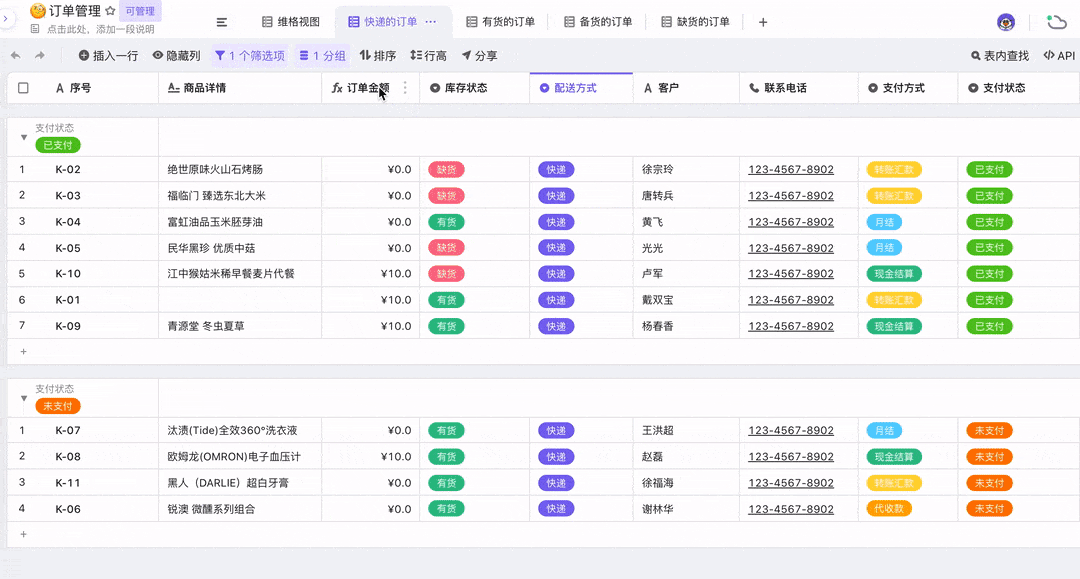 订单管理 可管理
点击此处，添加一段说明
维格视图 快递的订单 有货的订单 备货的订单 缺货的订单
插入一行 隐藏列 1 个筛选项 1 分组 排序 行高 分享 表内查找 API
序号 商品详情 订单金额 库存状态 配送方式 客户 联系电话 支付方式 支付状态
支付状态
已支付
1 K-02 绝世原味火山石烤肠 ¥0.0 缺货 快递 徐宗玲 123-4567-8902 转账汇款 已支付
2 K-03 福临门 臻选东北大米 ¥0.0 缺货 快递 唐转兵 123-4567-8902 转账汇款 已支付
3 K-04 富虹油品玉米胚芽油 ¥0.0 有货 快递 黄飞 123-4567-8902 月结 已支付
4 K-05 民华黑珍 优质中菇 ¥0.0 缺货 快递 光光 123-4567-8902 月结 已支付
5 K-10 江中猴姑米稀早餐麦片代餐 ¥10.0 缺货 快递 卢军 123-4567-8902 现金结算 已支付
6 K-01 ¥10.0 有货 快递 戴双宝 123-4567-8902 转账汇款 已支付
7 K-09 青源堂 冬虫夏草 ¥10.0 有货 快递 杨春香 123-4567-8902 现金结算 已支付
支付状态
未支付
1 K-07 汰渍(Tide)全效360°洗衣液 ¥0.0 有货 快递 王洪超 123-4567-8902 月结 未支付
2 K-08 欧姆龙(OMRON)电子血压计 ¥10.0 有货 快递 赵磊 123-4567-8902 现金结算 未支付
3 K-11 黑人（DARLIE）超白牙膏 ¥0.0 有货 快递 徐福海 123-4567-8902 转账汇款 未支付
4 K-06 锐澳 微醺系列组合 ¥0.0 有货 快递 谢林华 123-4567-8902 代收款 未支付